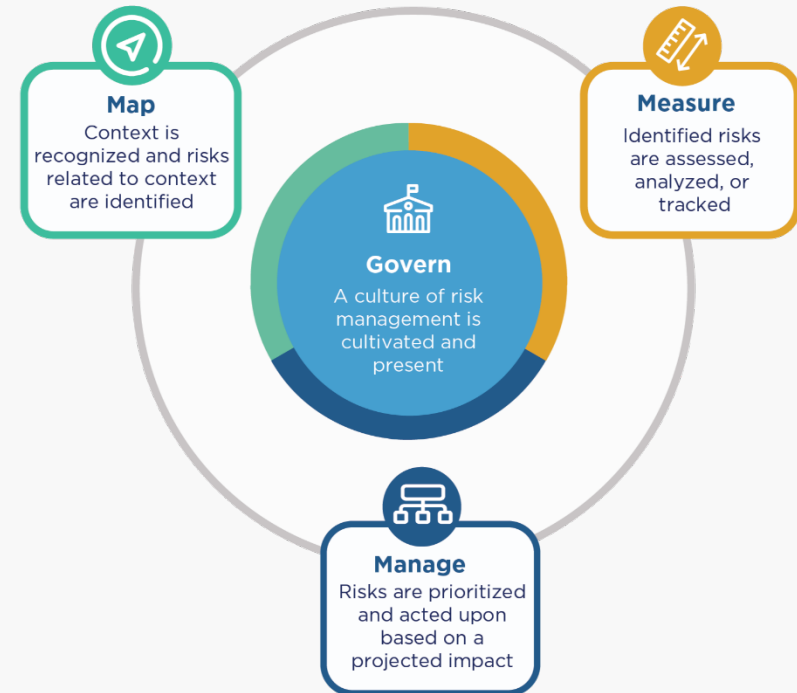 Map
Context is
recognized and risks
related to context
are identified
Measure
Identified risks
are assessed,
analyzed, or
tracked
Govern
A culture of risk
management is
cultivated and
present
Manage
Risks are prioritized
and acted upon
based on a
projected impact